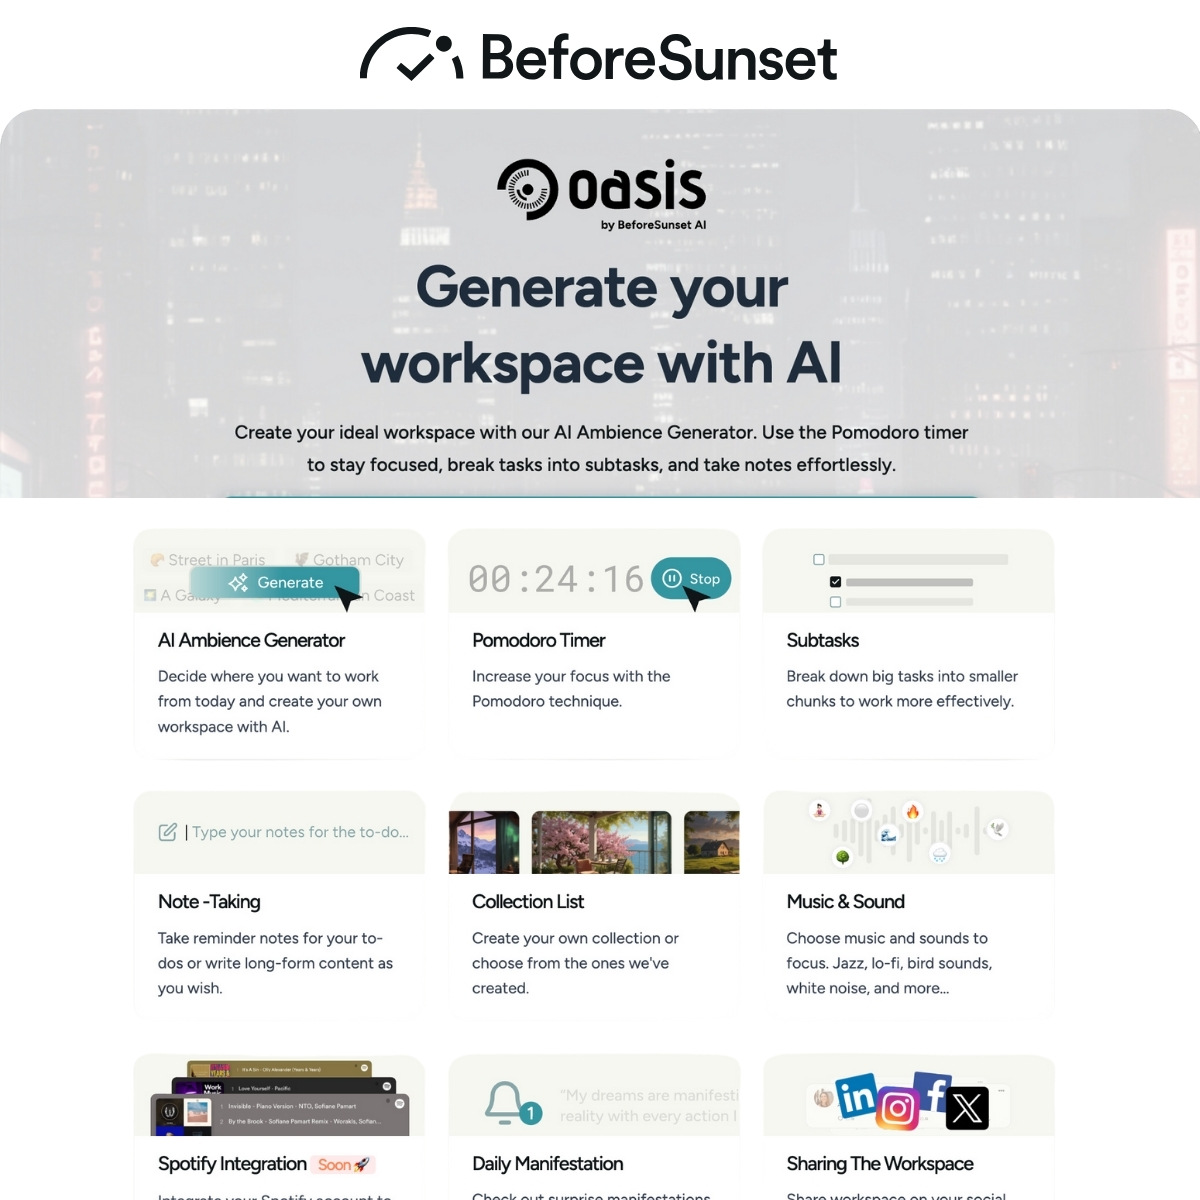 BeforeSunset
oasis
by BeforeSunset AI
Generate your
workspace with AI
Create your ideal workspace with our AI Ambience Generator. Use the Pomodoro timer
to stay focused, break tasks into subtasks, and take notes effortlessly.
Street in Paris
Gotham City
Generate
A Galaxy
Coast
00:24:16
Stop
AI Ambience Generator
Decide where you want to work
from today and create your own
workspace with AI.
Pomodoro Timer
Increase your focus with the
Pomodoro technique.
Subtasks
Break down big tasks into smaller
chunks to work more effectively.
Type your notes for the to-do...
Note -Taking
Take reminder notes for your to-
dos or write long-form content as
you wish.
Collection List
Create your own collection or
choose from the ones we've
created.
Music & Sound
Choose music and sounds to
focus. Jazz, lo-fi, bird sounds,
white noise, and more...
Work
1 Love Yourself - Pacific
1 Invisible - Piano Version - NTO, Sofiane Pamart
2 By the Brook - Sofiane Pamart Remix - Worakls, Sofian...
Spotify Integration
Soon
Integrate your Spotify account to
1
"My dreams are manifesti
reality with every action I
Daily Manifestation
Check out surprise manifestations
in
f
X
Sharing The Workspace
Share workspace on your social